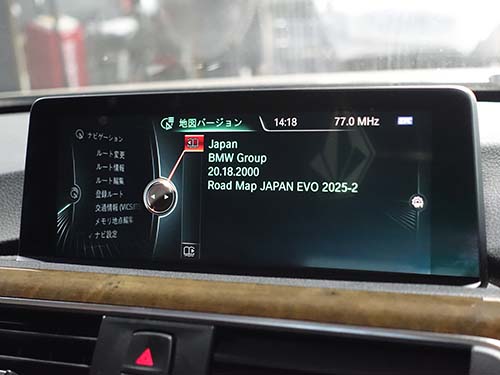 地図バージョン 14:18 77.0 MHz
ナビゲーション
ルート変更
ルート情報
ルート編集
登録ルート
交通情報 (VICS/
メモリ地点編集
✓ ナビ設定
Japan
BMW Group
20.18.2000
Road Map JAPAN EVO 2025-2